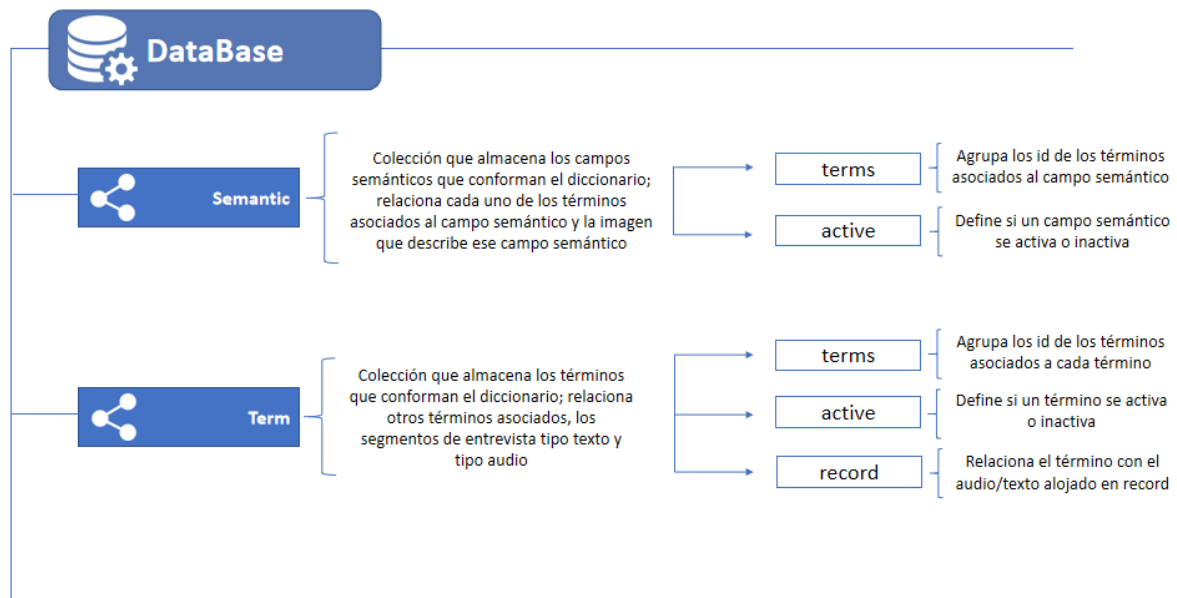 DataBase
Semantic
Colección que almacena los campos
semánticos que conforman el diccionario;
relaciona cada uno de los términos
asociados al campo semántico y la imagen
que describe ese campo semántico
terms
Agrupa los id de los términos
asociados al campo semántico
active
Define si un campo semántico
se activa o inactiva
Term
Colección que almacena los términos
que conforman el diccionario; relaciona
otros términos asociados, los
segmentos de entrevista tipo texto y
tipo audio
terms
Agrupa los id de los términos
asociados a cada término
active
Define si un término se activa
o inactiva
record
Relaciona el término con el
audio/texto alojado en record